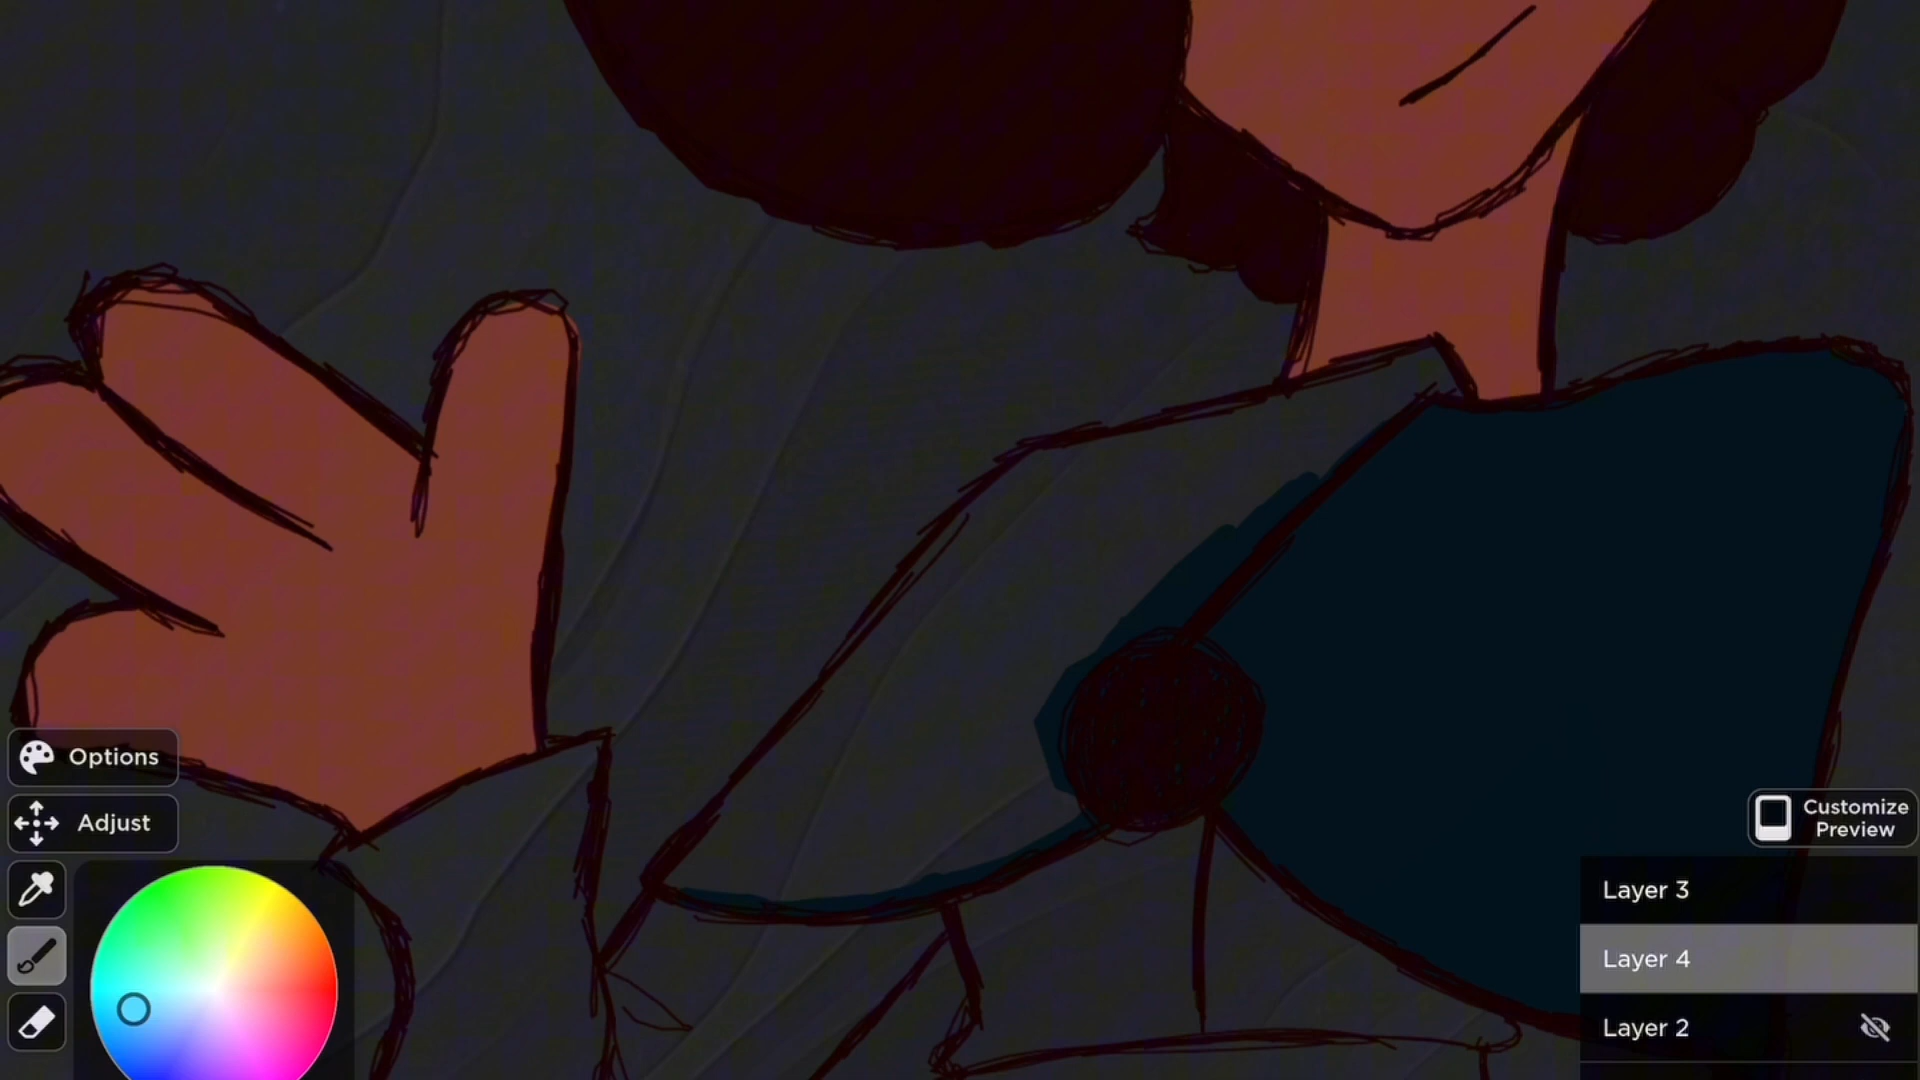 Options
Adjust
Customize
Preview
Layer 3
Layer 4
Layer 2